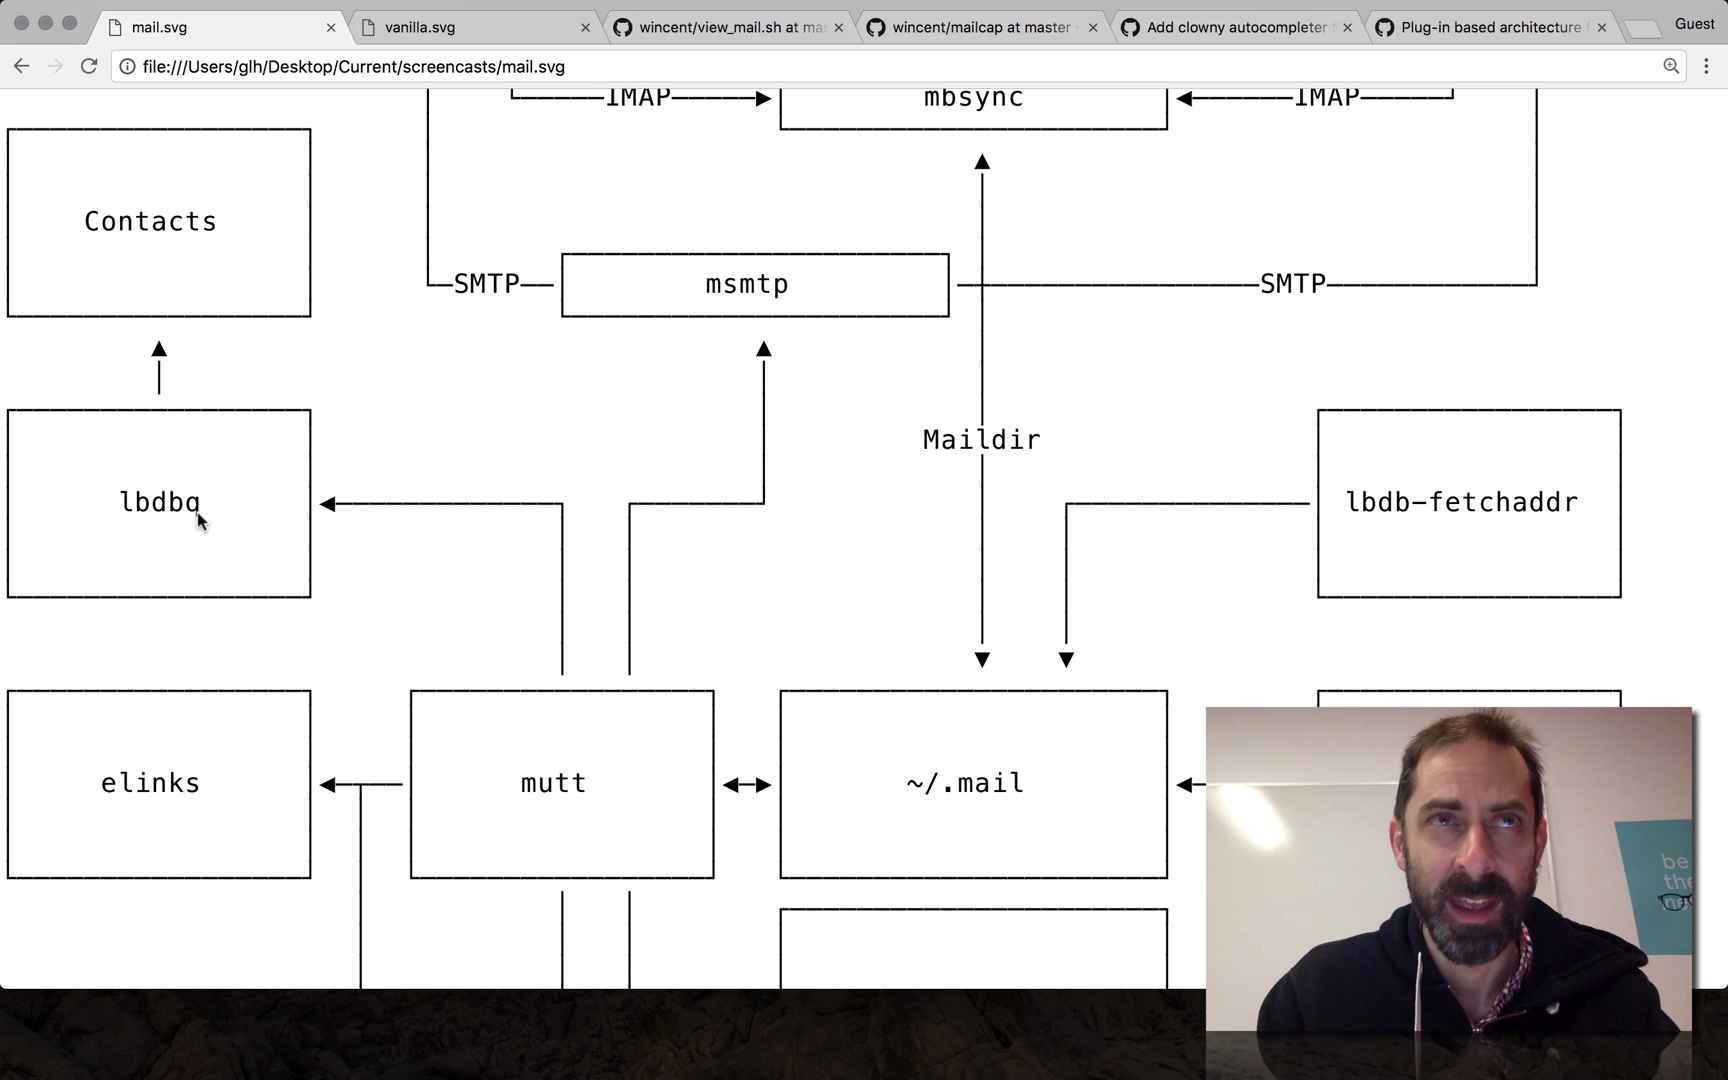 mail.svg
vanilla.svg
wincent/view_mail.sh at mas
wincent/mailcap at master ·
Add clowny autocompleter f
Plug-in based architecture f
Guest
file:///Users/glh/Desktop/Current/screencasts/mail.svg
IMAP
mbsync
IMAP
Contacts
SMTP
msmtp
SMTP
Maildir
lbdbq
lbdb-fetchaddr
elinks
mutt
~/.mail
be
the
ne